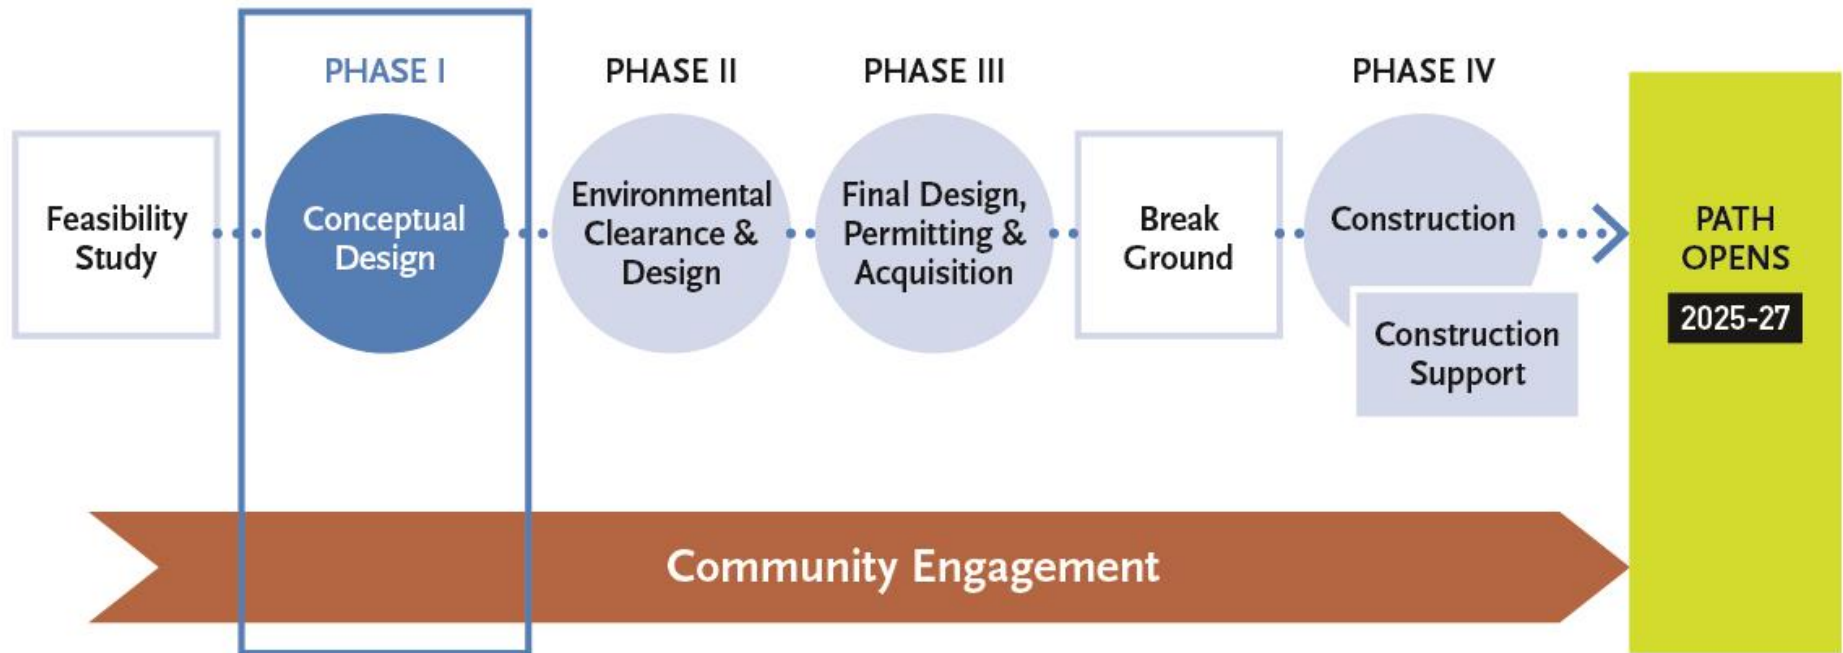 PHASE I
PHASE II
PHASE III
PHASE IV
Feasibility
Study
Conceptual
Design
Environmental
Clearance &
Design
Final Design,
Permitting &
Acquisition
Break
Ground
Construction
Construction
Support
PATH
OPENS
2025-27
Community Engagement